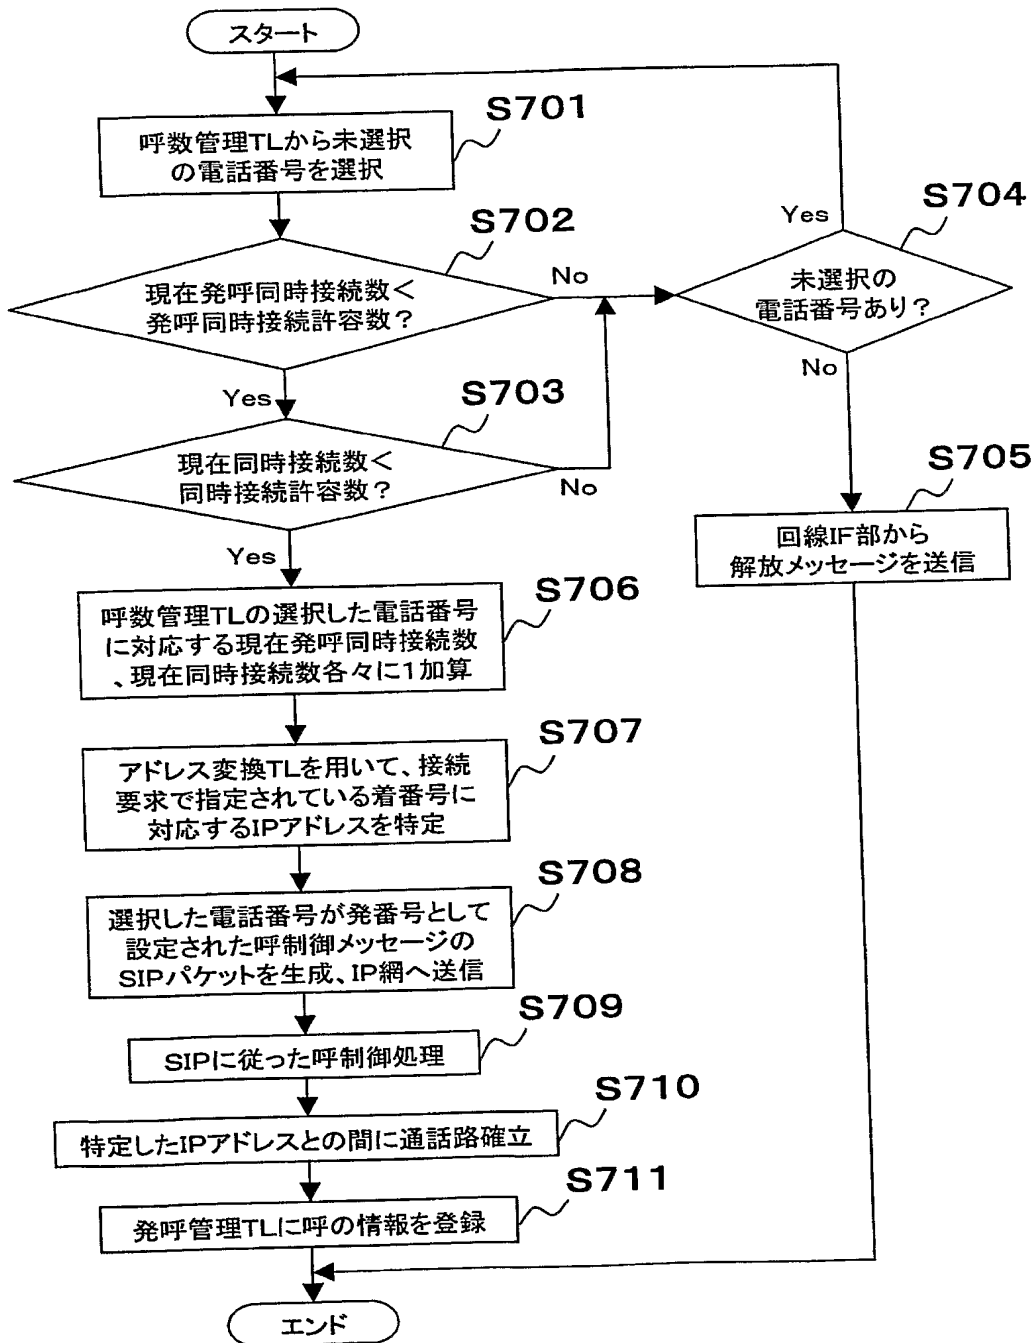 スタート
S701
呼数管理TLから未選択
の電話番号を選択
S702
現在発呼同時接続数<
発呼同時接続許容数?
No
Yes
S703
現在同時接続数<
同時接続許容数?
No
Yes
S704
未選択の
電話番号あり?
Yes
No
S705
回線IF部から
解放メッセージを送信
S706
呼数管理TLの選択した電話番号
に対応する現在発呼同時接続数
、現在同時接続数各々に1加算
S707
アドレス変換TLを用いて、接続
要求で指定されている着番号に
対応するIPアドレスを特定
S708
選択した電話番号が発番号として
設定された呼制御メッセージの
SIPパケットを生成、IP網へ送信
S709
SIPに従った呼制御処理
S710
特定したIPアドレスとの間に通話路確立
S711
発呼管理TLに呼の情報を登録
エンド